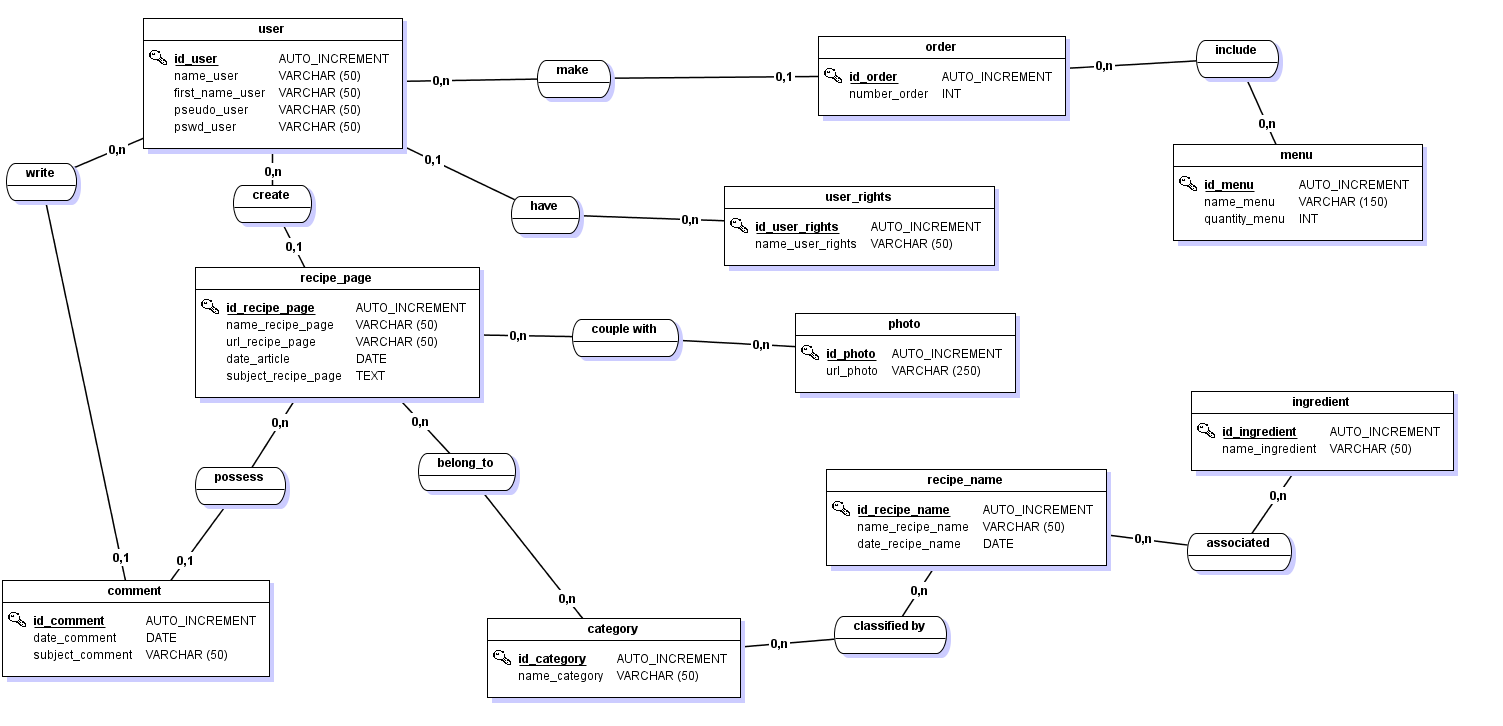 user
id_user AUTO_INCREMENT
name_user VARCHAR (50)
first_name_user VARCHAR (50)
pseudo_user VARCHAR (50)
pswd_user VARCHAR (50)
0,n
make
0,1
order
id_order AUTO_INCREMENT
number_order INT
0,n
include
0,n
menu
id_menu AUTO_INCREMENT
name_menu VARCHAR (150)
quantity_menu INT
0,n
write
0,1
0,n
create
0,1
0,1
have
0,n
user_rights
id_user_rights AUTO_INCREMENT
name_user_rights VARCHAR (50)
recipe_page
id_recipe_page AUTO_INCREMENT
name_recipe_page VARCHAR (50)
url_recipe_page VARCHAR (50)
date_article DATE
subject_recipe_page TEXT
0,n
couple with
0,n
photo
id_photo AUTO_INCREMENT
url_photo VARCHAR (250)
0,n
possess
0,1
0,n
belong_to
0,n
ingredient
id_ingredient AUTO_INCREMENT
name_ingredient VARCHAR (50)
0,n
associated
0,n
recipe_name
id_recipe_name AUTO_INCREMENT
name_recipe_name VARCHAR (50)
date_recipe_name DATE
0,n
classified by
0,n
comment
id_comment AUTO_INCREMENT
date_comment DATE
subject_comment VARCHAR (50)
category
id_category AUTO_INCREMENT
name_category VARCHAR (50)